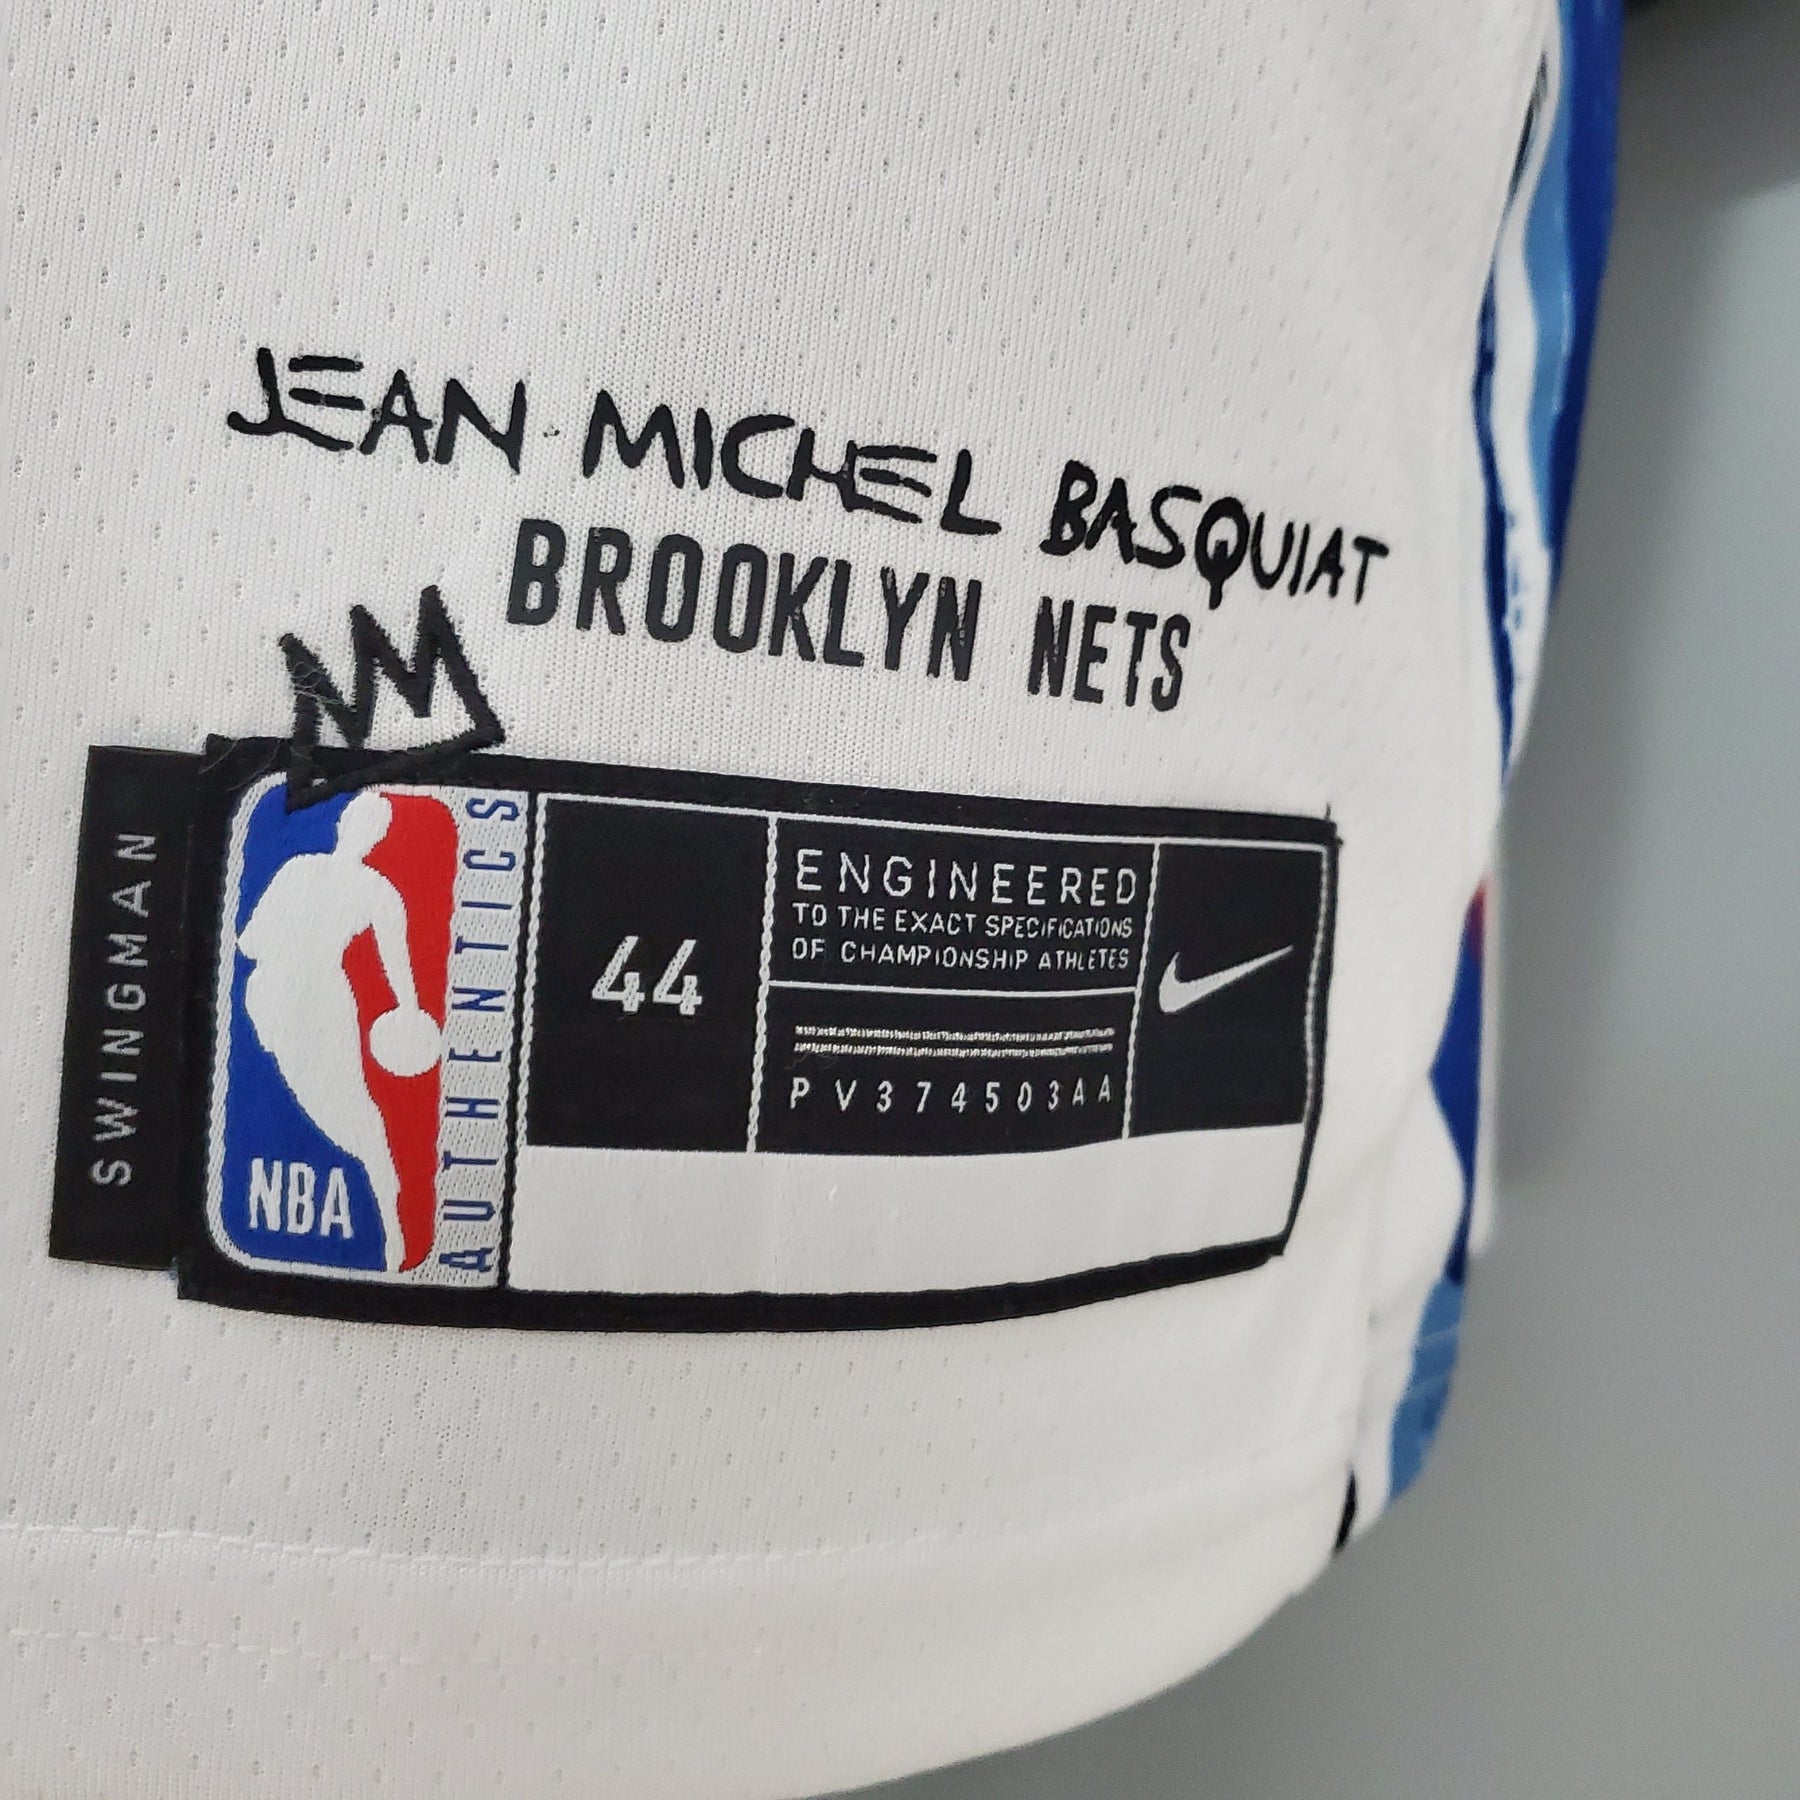 JEAN MICHEL BASQUIAT
BROOKLYN NETS
SWINGMAN
NBA
AUTHENTICS
44
ENGINEERED
TO THE EXACT SPECIFICATIONS
OF CHAMPIONSHIP ATHLETES
PV374503AA